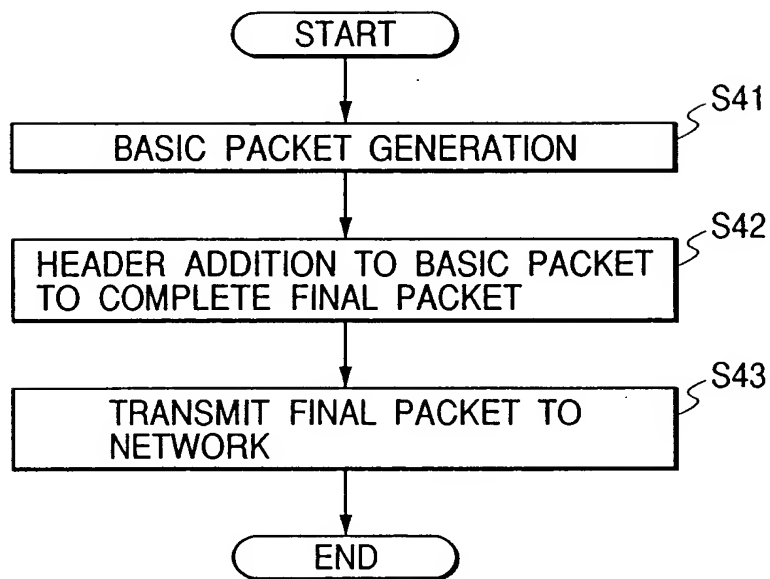 START
S41
BASIC PACKET GENERATION
S42
HEADER ADDITION TO BASIC PACKET
TO COMPLETE FINAL PACKET
S43
TRANSMIT FINAL PACKET TO
NETWORK
END